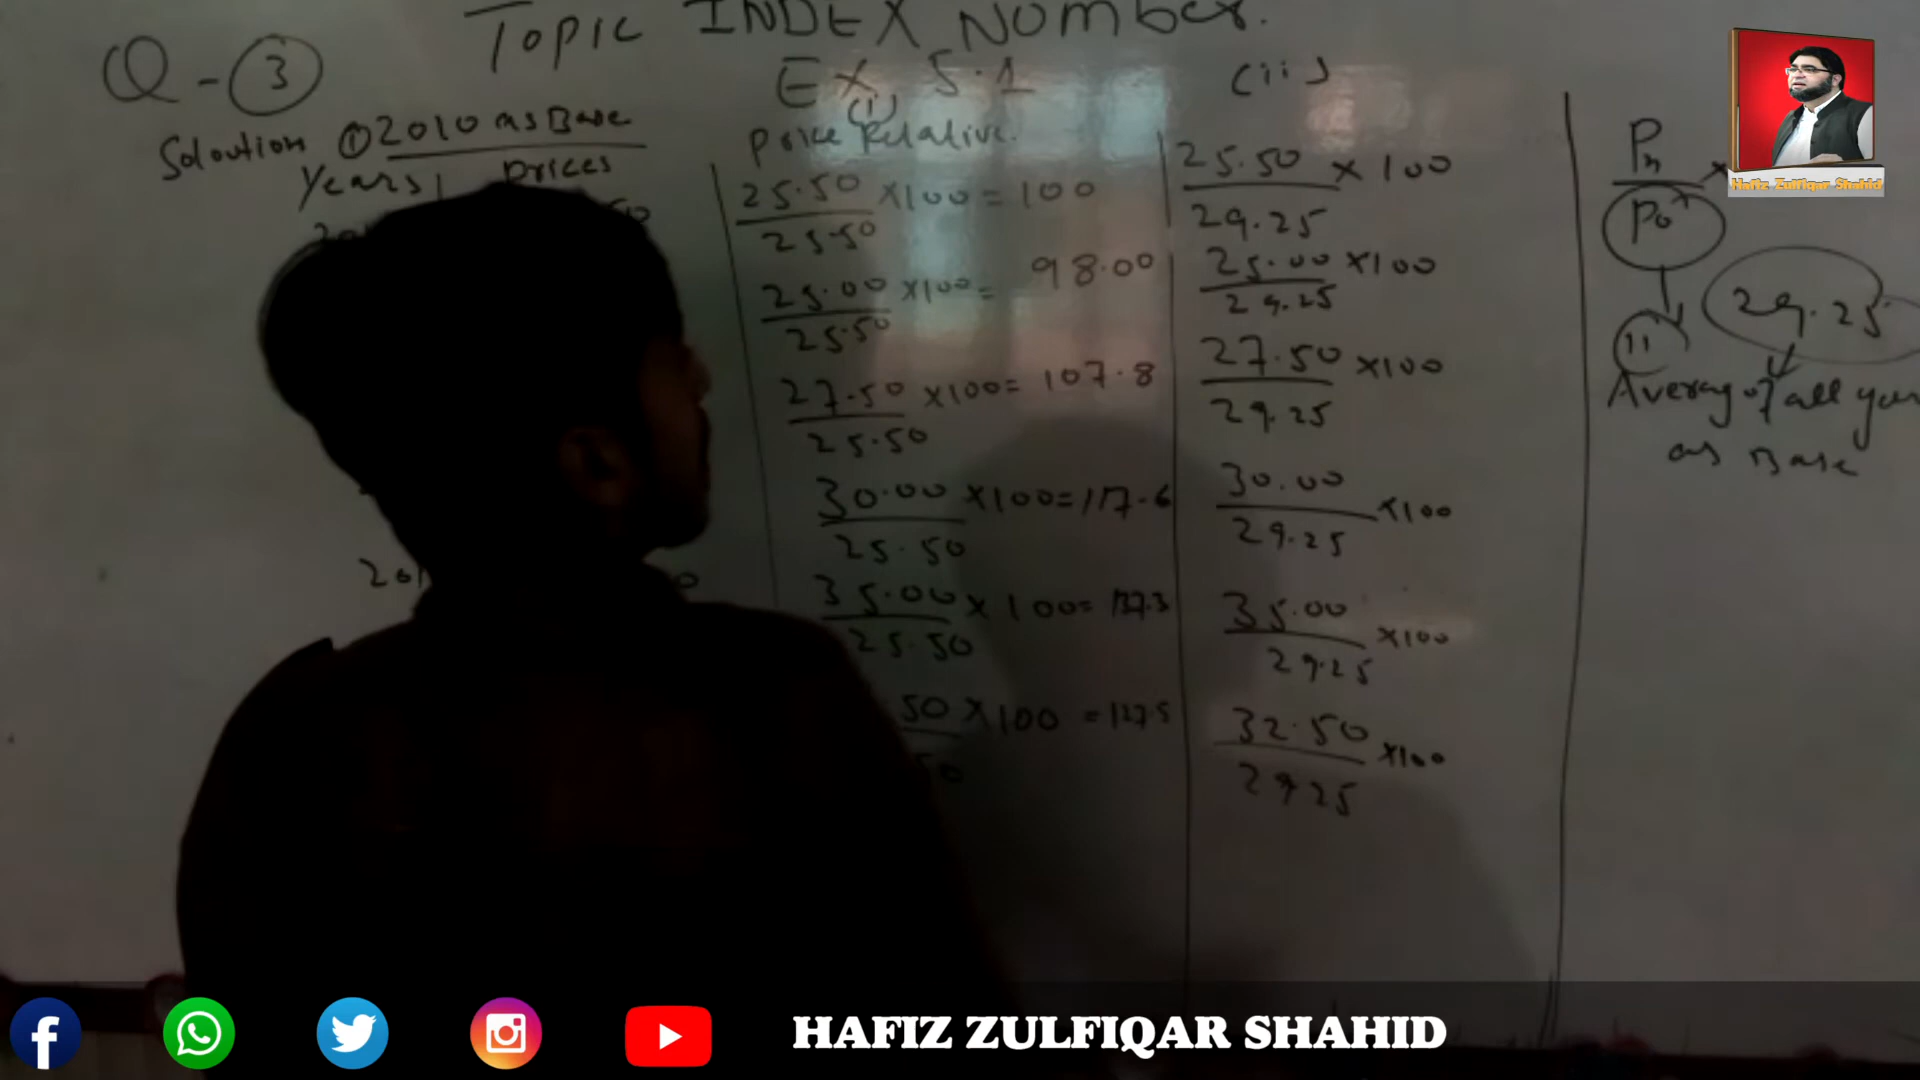 Topic INDEX Number.
Q-3
EX 5.1
(i)
(ii)
Soloution ① 2010 as Base
Years prices
Price Relative.
25.50/25.50 ×100 = 100
25.00/25.50 ×100 = 98.00
27.50/25.50 ×100 = 107.8
30.00/25.50 ×100 = 117.6
35.00/25.50 × 100 = 137.3
50 ×100 = 127.5
50
25.50/29.25 × 100
25.00/29.25 ×100
27.50/29.25 ×100
30.00/29.25 ×100
35.00/29.25 ×100
32.50/29.25 ×100
Pn/Po ×
29.25
ii
Average of all year
as Base
201
Hafiz Zulfiqar Shahid
HAFIZ ZULFIQAR SHAHID